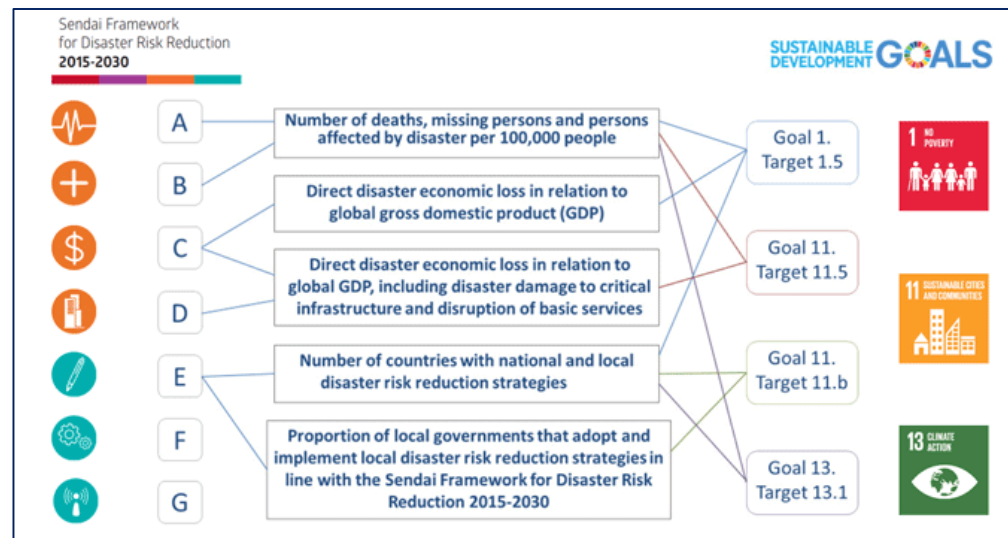 Sendai Framework
for Disaster Risk Reduction
2015-2030
SUSTAINABLE
DEVELOPMENT
GOALS
A
B
C
D
E
F
G
Number of deaths, missing persons and persons
affected by disaster per 100,000 people
Direct disaster economic loss in relation to
global gross domestic product (GDP)
Direct disaster economic loss in relation to
global GDP, including disaster damage to critical
infrastructure and disruption of basic services
Number of countries with national and local
disaster risk reduction strategies
Proportion of local governments that adopt and
implement local disaster risk reduction strategies in
line with the Sendai Framework for Disaster Risk
Reduction 2015-2030
Goal 1.
Target 1.5
Goal 11.
Target 11.5
Goal 11.
Target 11.b
Goal 13.
Target 13.1
1 NO
POVERTY
11 SUSTAINABLE CITIES
AND COMMUNITIES
13 CLIMATE
ACTION